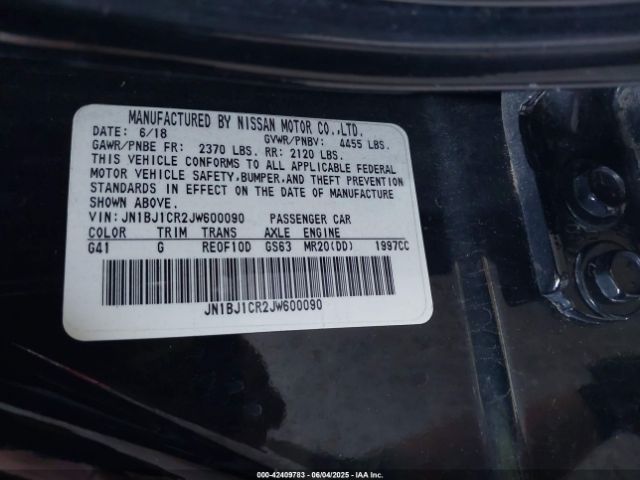 MANUFACTURED BY NISSAN MOTOR CO.,LTD.
DATE: 6/18 GVWR/PNBV: 4455 LBS.
GAWR/PNBE FR: 2370 LBS. RR: 2120 LBS.
THIS VEHICLE CONFORMS TO ALL APPLICABLE FEDERAL
MOTOR VEHICLE SAFETY,BUMPER,AND THEFT PREVENTION
STANDARDS IN EFFECT ON THE DATE OF MANUFACTURE
SHOWN ABOVE.
VIN:JN1BJ1CR2JW600090 PASSENGER CAR
COLOR TRIM TRANS AXLE ENGINE
G41 G RE0F10D GS63 MR20(DD) 1997CC
JN1BJ1CR2JW600090
000-42409783 - 06/04/2025 - IAA Inc.